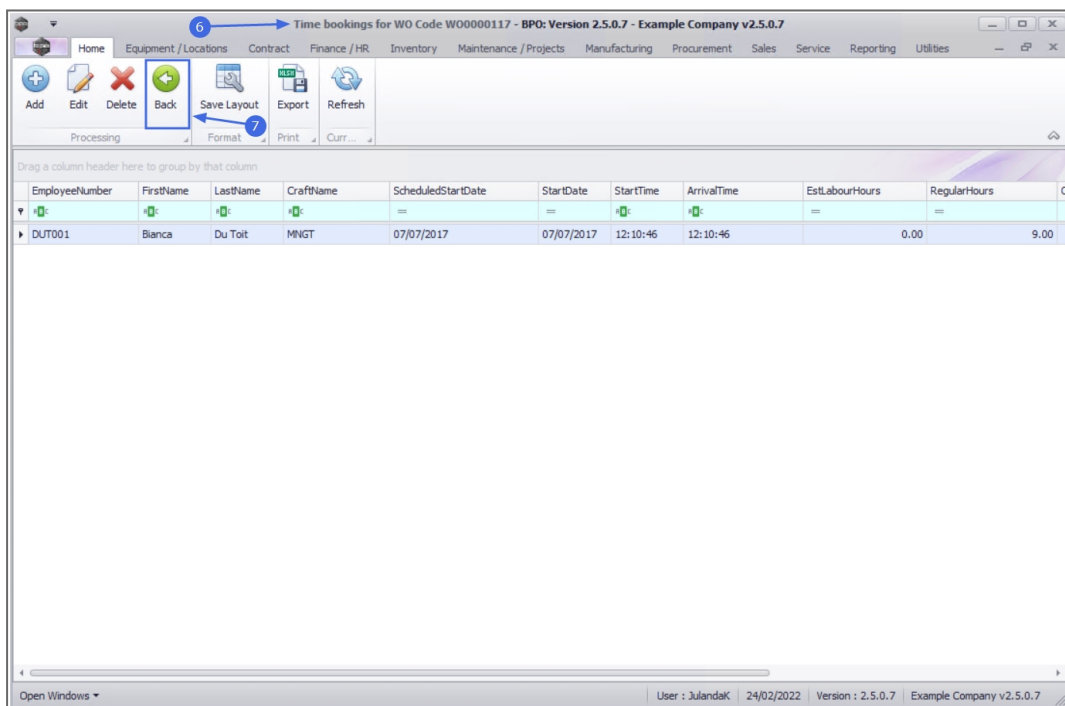 6
Time bookings for WO Code WO0000117 - BPO: Version 2.5.0.7 - Example Company v2.5.0.7
Home Equipment / Locations Contract Finance / HR Inventory Maintenance / Projects Manufacturing Procurement Sales Service Reporting Utilities
XLSX
Add Edit Delete Back Save Layout Export Refresh
7
Processing Format Print Curr...
Drag a column header here to group by that column
EmployeeNumber FirstName LastName CraftName ScheduledStartDate StartDate StartTime ArrivalTime EstLabourHours RegularHours
= = = =
DUT001 Bianca Du Toit MNGT 07/07/2017 07/07/2017 12:10:46 12:10:46 0.00 9.00
Open Windows User : JulandaK 24/02/2022 Version : 2.5.0.7 Example Company v2.5.0.7